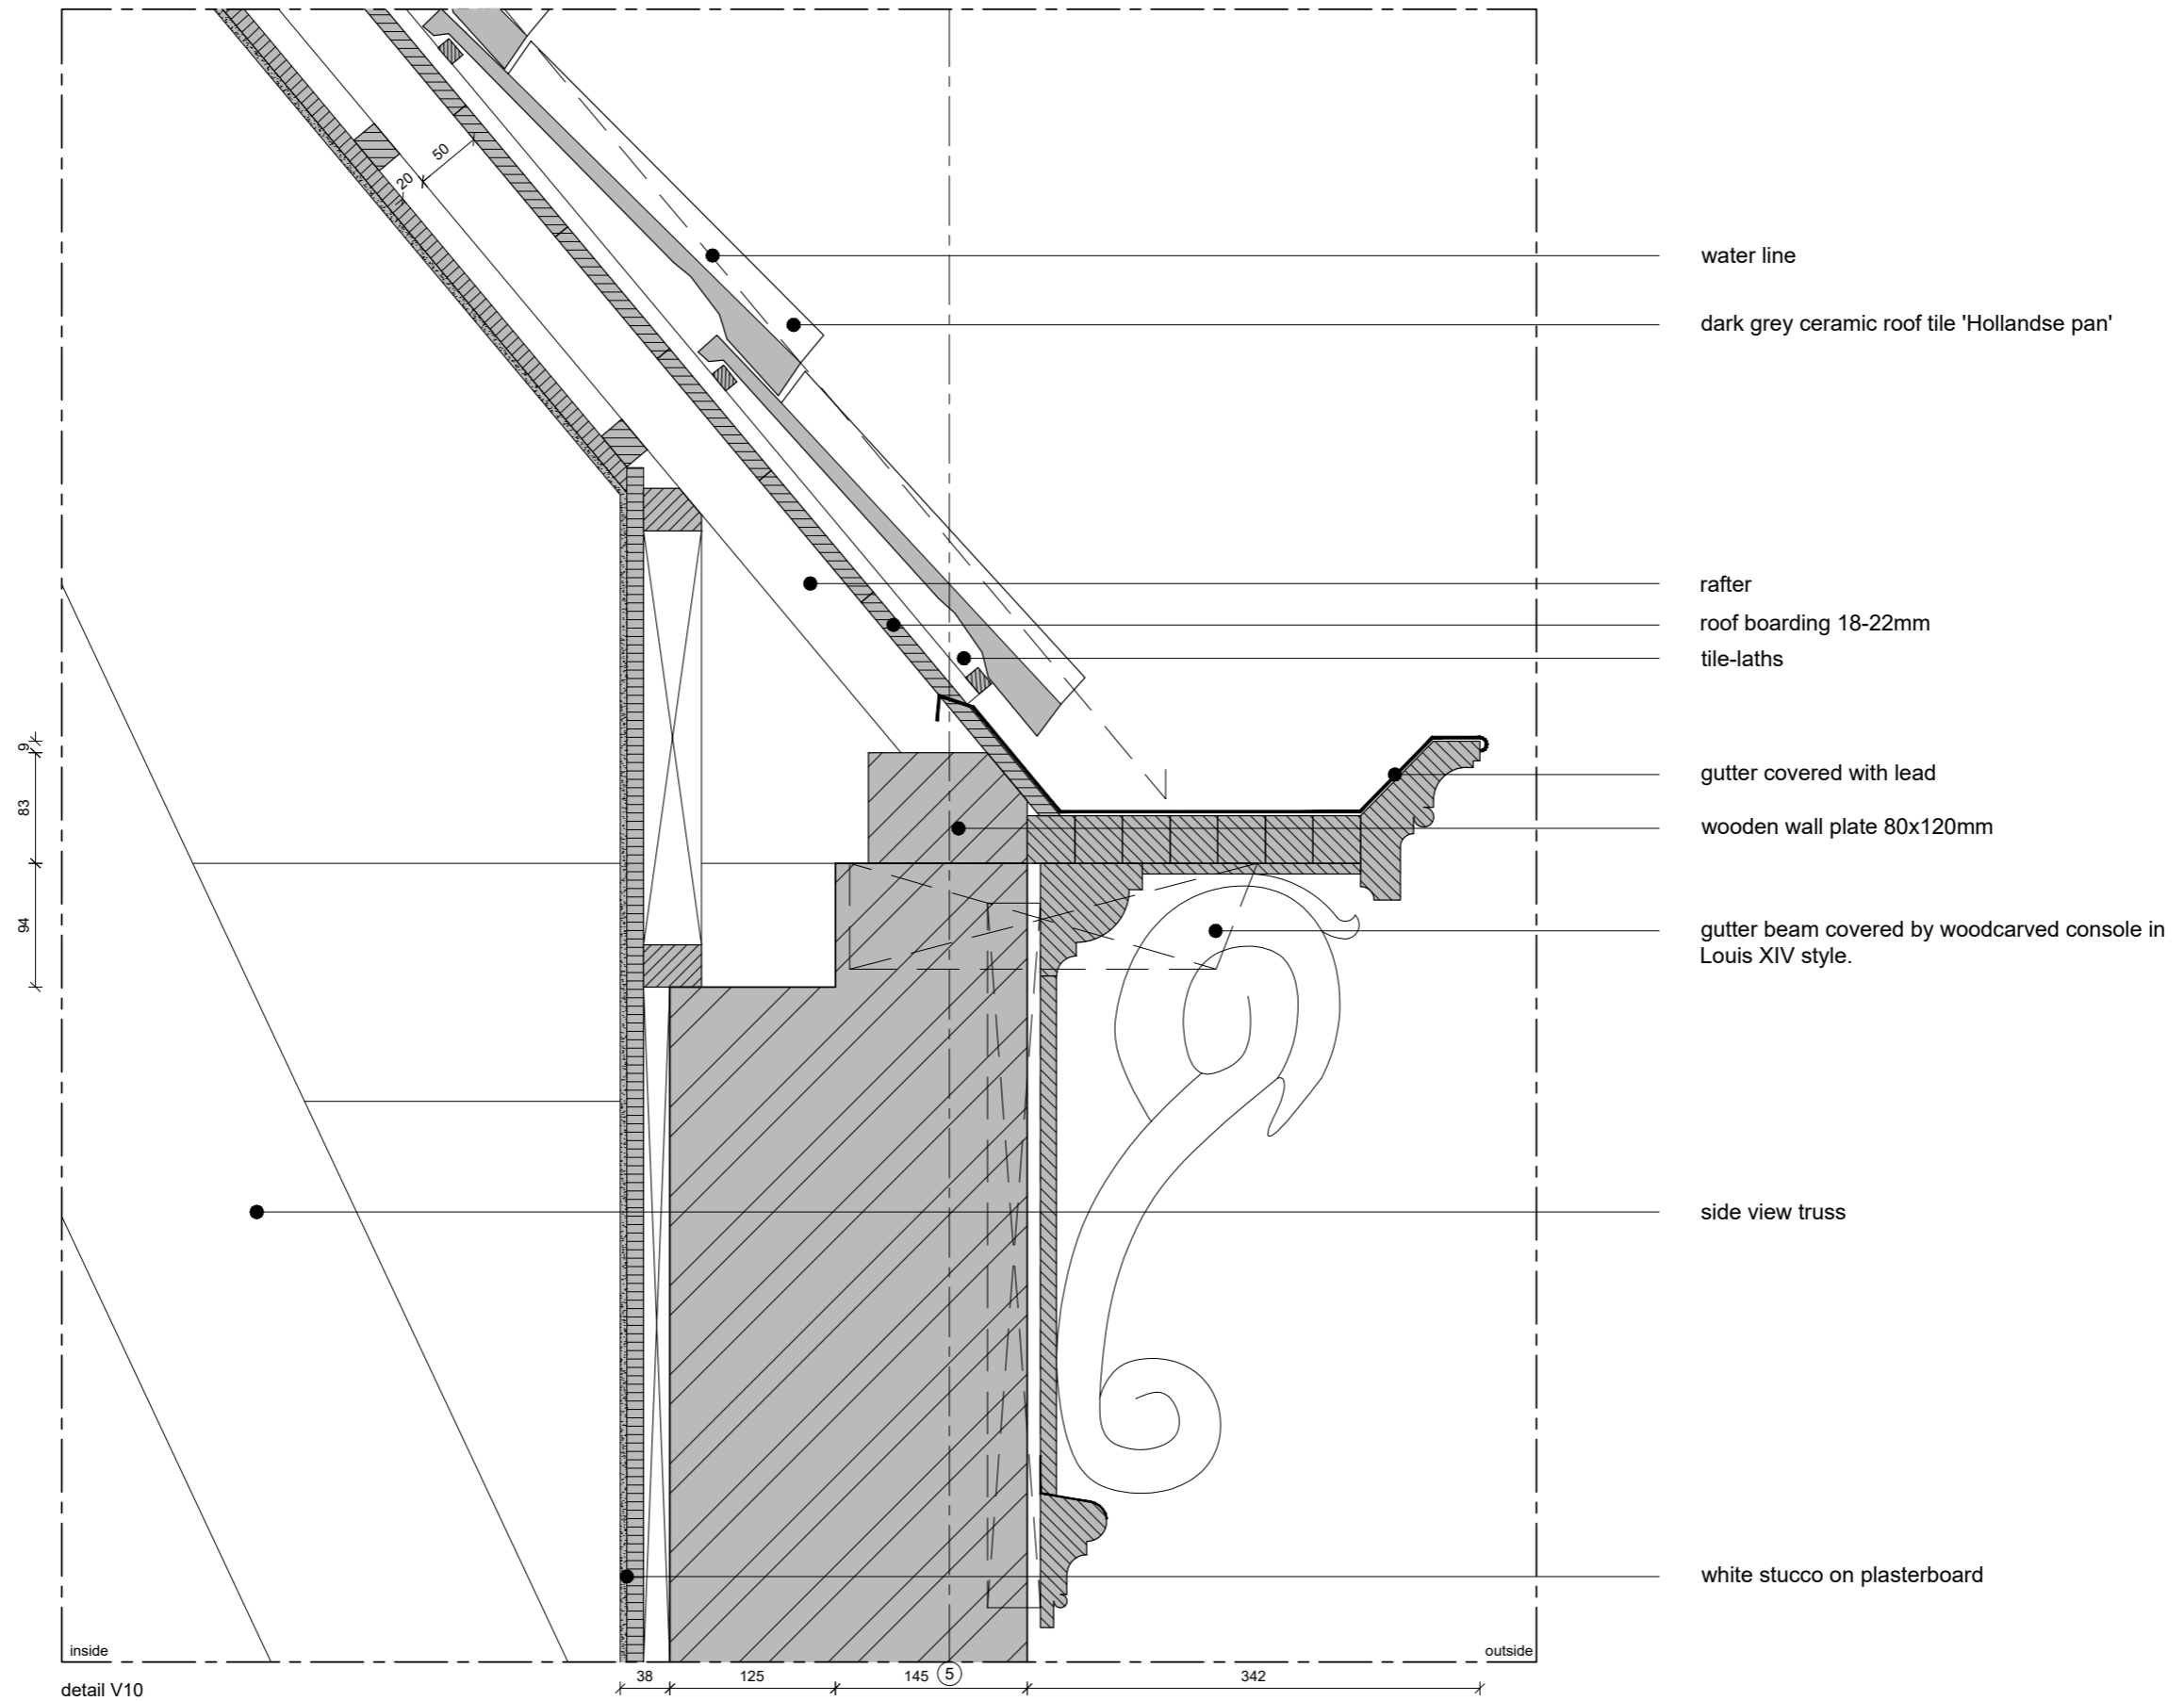 50
20
water line
dark grey ceramic roof tile 'Hollandse pan'
rafter
roof boarding 18-22mm
tile-laths
9
gutter covered with lead
83
wooden wall plate 80x120mm
94
gutter beam covered by woodcarved console in
Louis XIV style.
side view truss
white stucco on plasterboard
inside
outside
38
125
145
5
342
detail V10